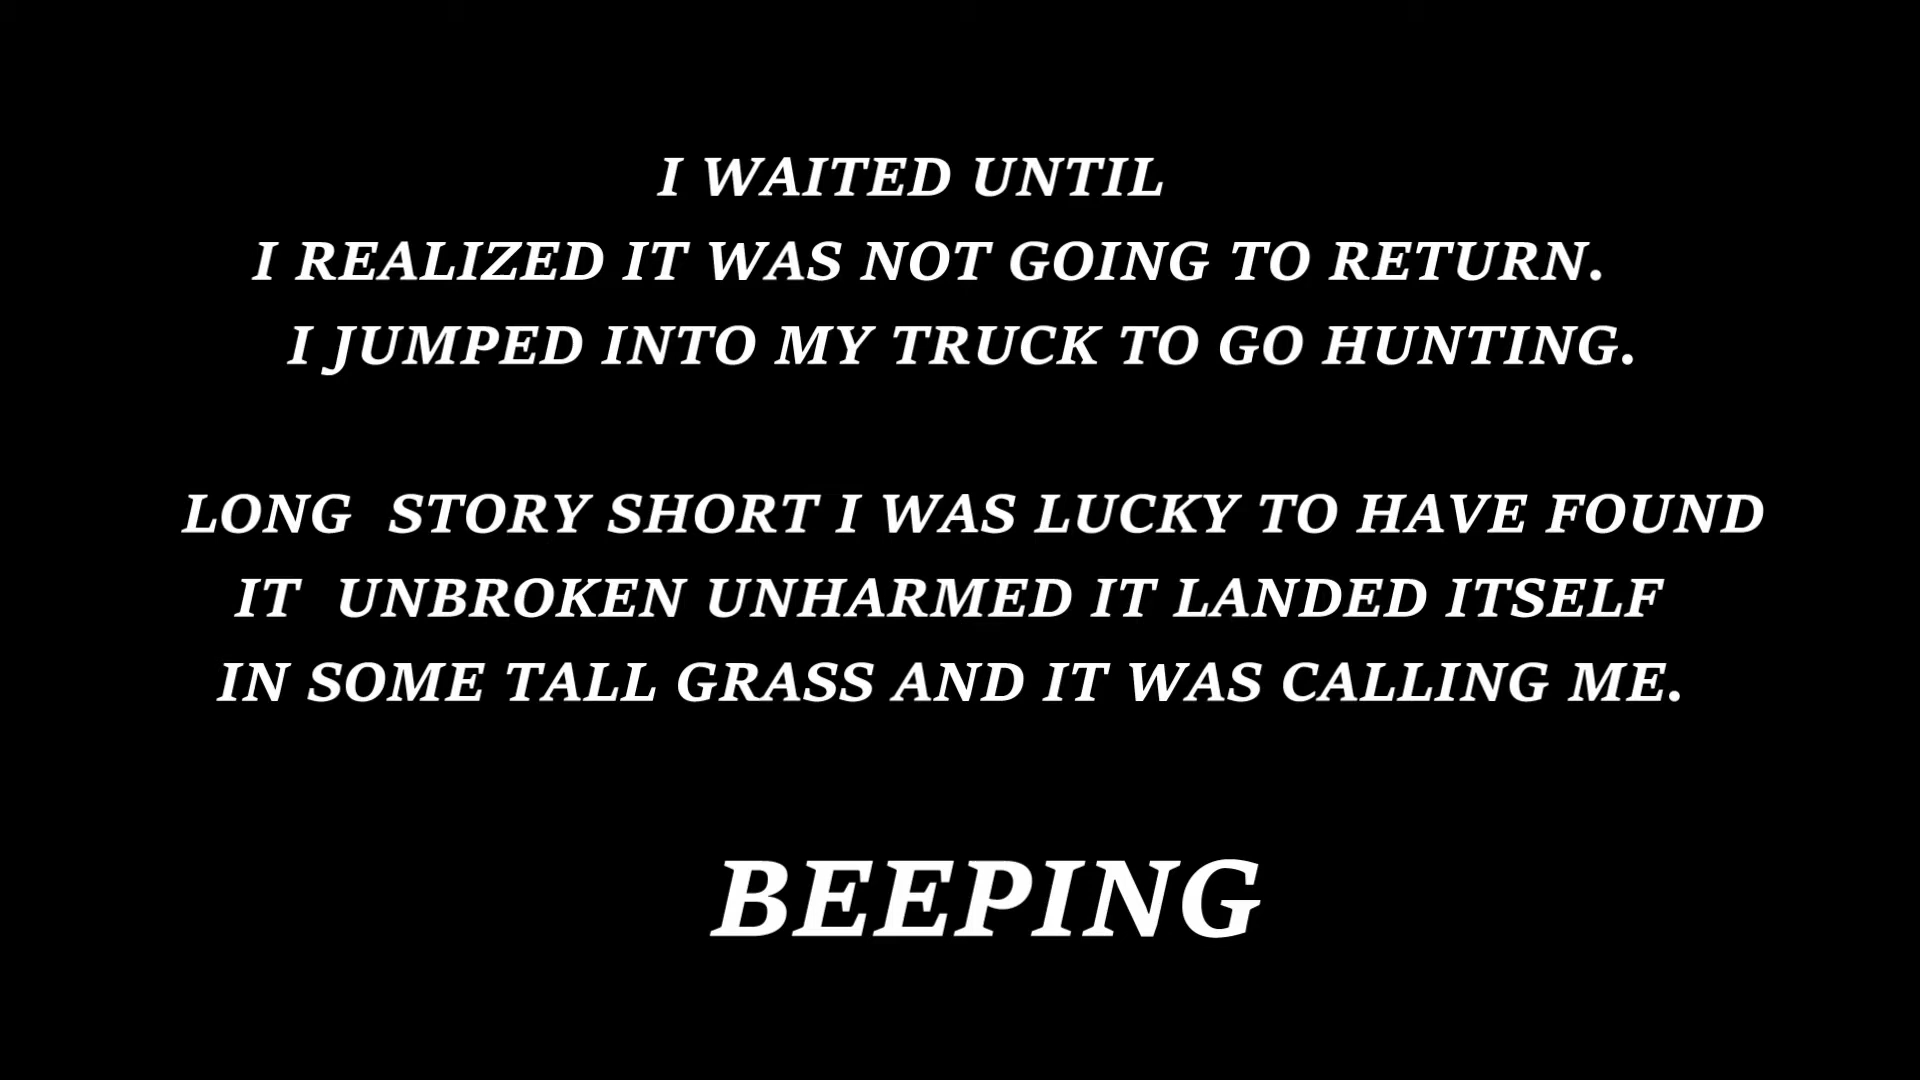 I WAITED UNTIL
I REALIZED IT WAS NOT GOING TO RETURN.
I JUMPED INTO MY TRUCK TO GO HUNTING.
LONG  STORY SHORT I WAS LUCKY TO HAVE FOUND
IT  UNBROKEN UNHARMED IT LANDED ITSELF
IN SOME TALL GRASS AND IT WAS CALLING ME.
BEEPING